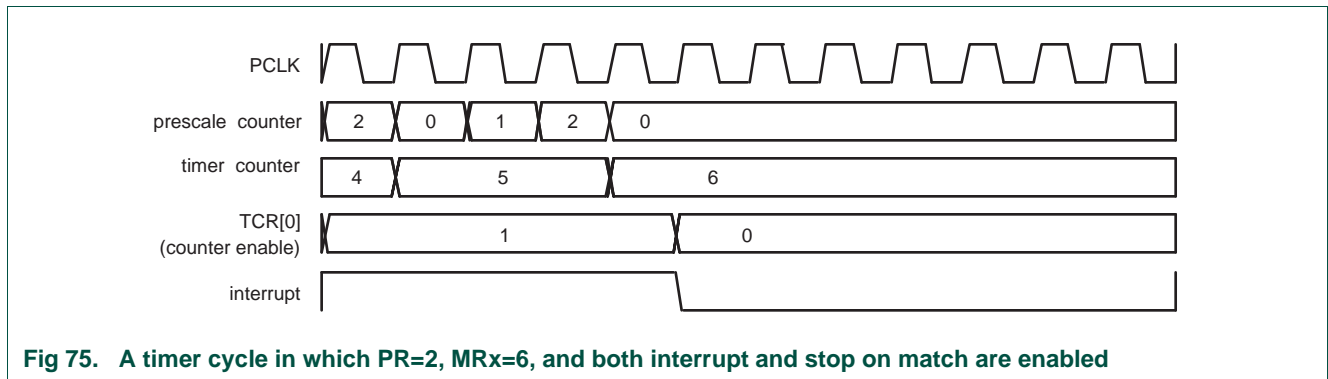 PCLK
prescale counter 2 0 1 2 0
timer counter 4 5 6
TCR[0]
(counter enable) 1 0
interrupt
Fig 75. A timer cycle in which PR=2, MRx=6, and both interrupt and stop on match are enabled